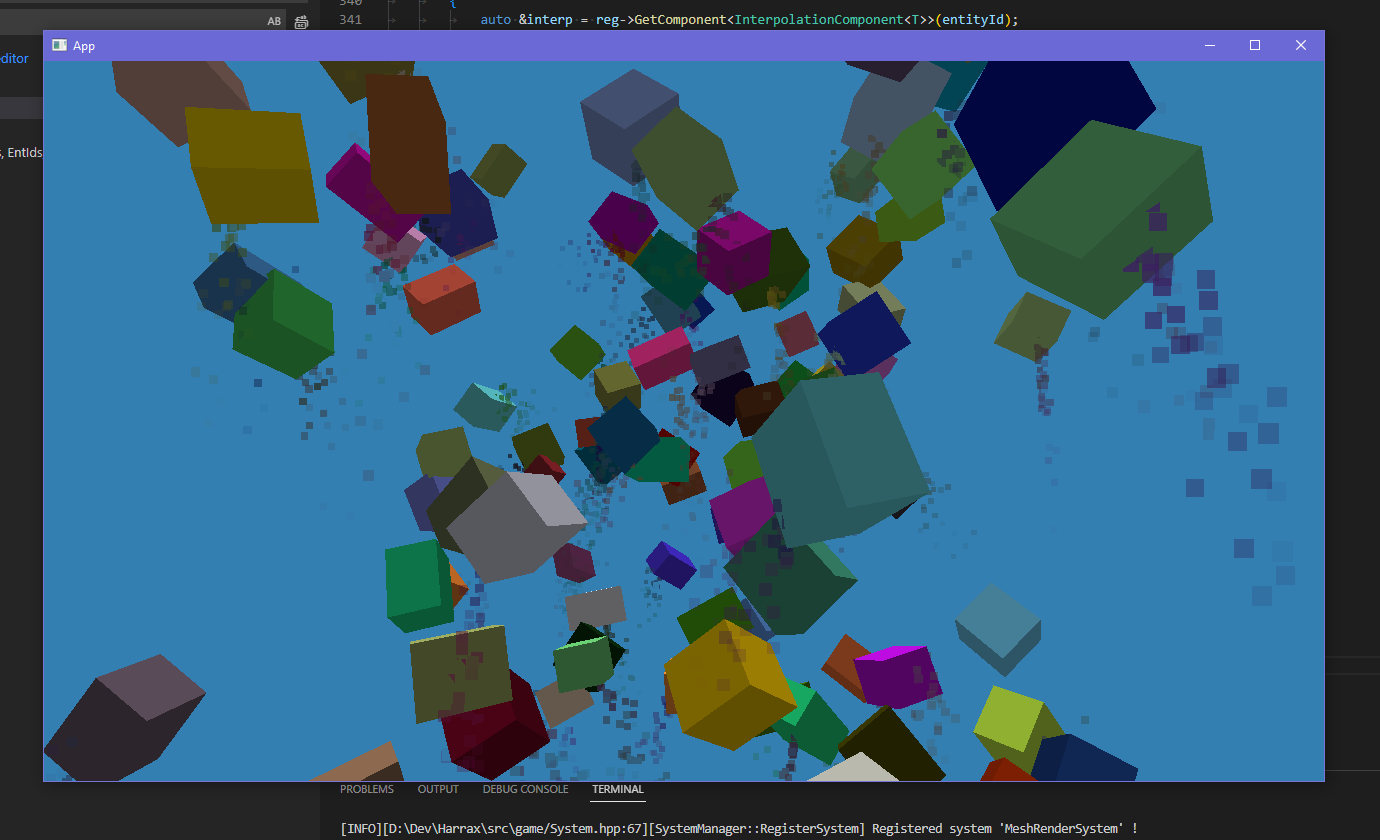 340 {
AB
341 auto &interp = reg->GetComponent<InterpolationComponent<T>>(entityId);
App
editor
, EntIds
PROBLEMS OUTPUT DEBUG CONSOLE TERMINAL
[INFO][D:\Dev\Harrax\src\game/System.hpp:67][SystemManager::RegisterSystem] Registered system 'MeshRenderSystem' !